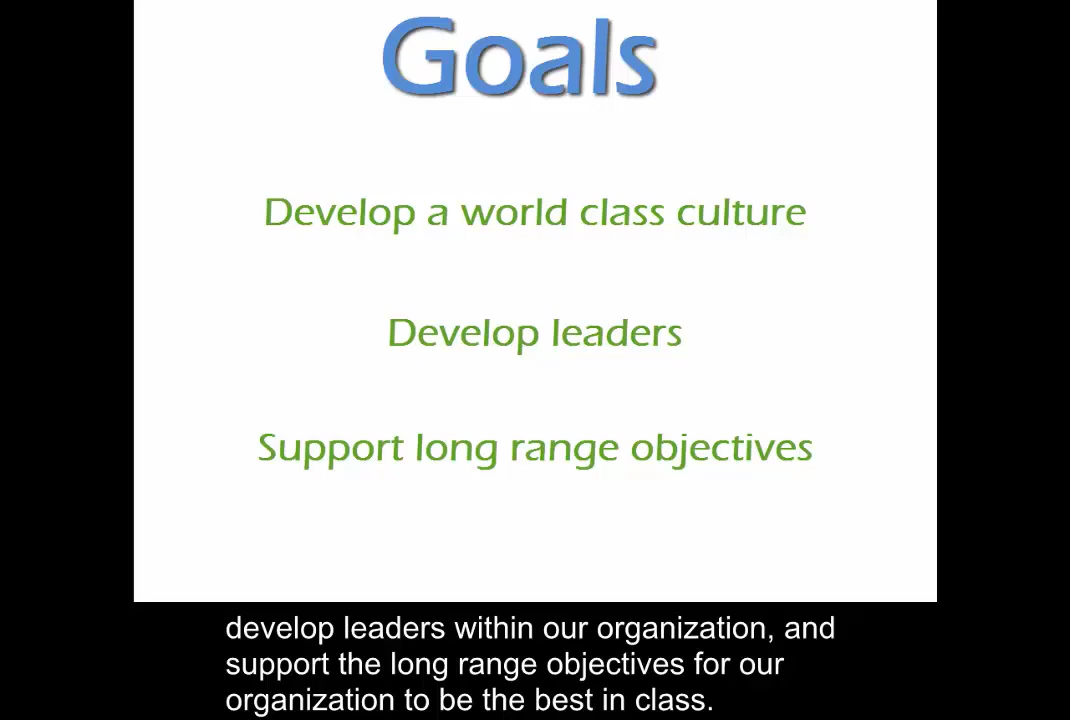 Goals
Develop a world class culture
Develop leaders
Support long range objectives
develop leaders within our organization, and
support the long range objectives for our
organization to be the best in class.